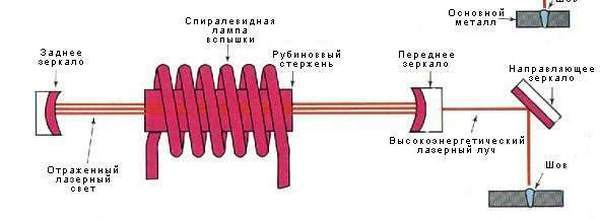 Шов
Основной
металл
Спиралевидная
лампа
вспышки
Заднее
зеркало
Рубиновый
стержень
Переднее
зеркало
Направляющее
зеркало
Высокоэнергетический
лазерный луч
Отраженный
лазерный
свет
Шов